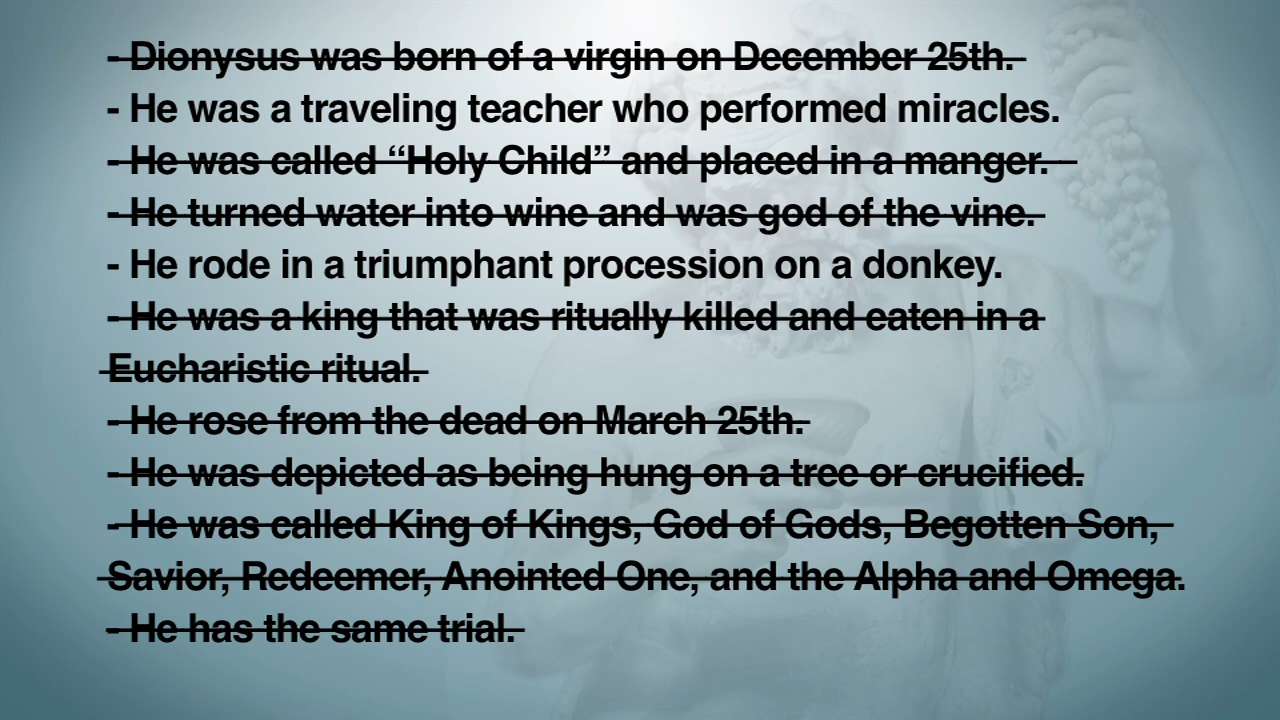 - Dionysus was born of a virgin on December 25th.
- He was a traveling teacher who performed miracles.
- He was called “Holy Child” and placed in a manger.
- He turned water into wine and was god of the vine.
- He rode in a triumphant procession on a donkey.
- He was a king that was ritually killed and eaten in a
Eucharistic ritual.
- He rose from the dead on March 25th.
- He was depicted as being hung on a tree or crucified.
- He was called King of Kings, God of Gods, Begotten Son,
Savior, Redeemer, Anointed One, and the Alpha and Omega.
- He has the same trial.